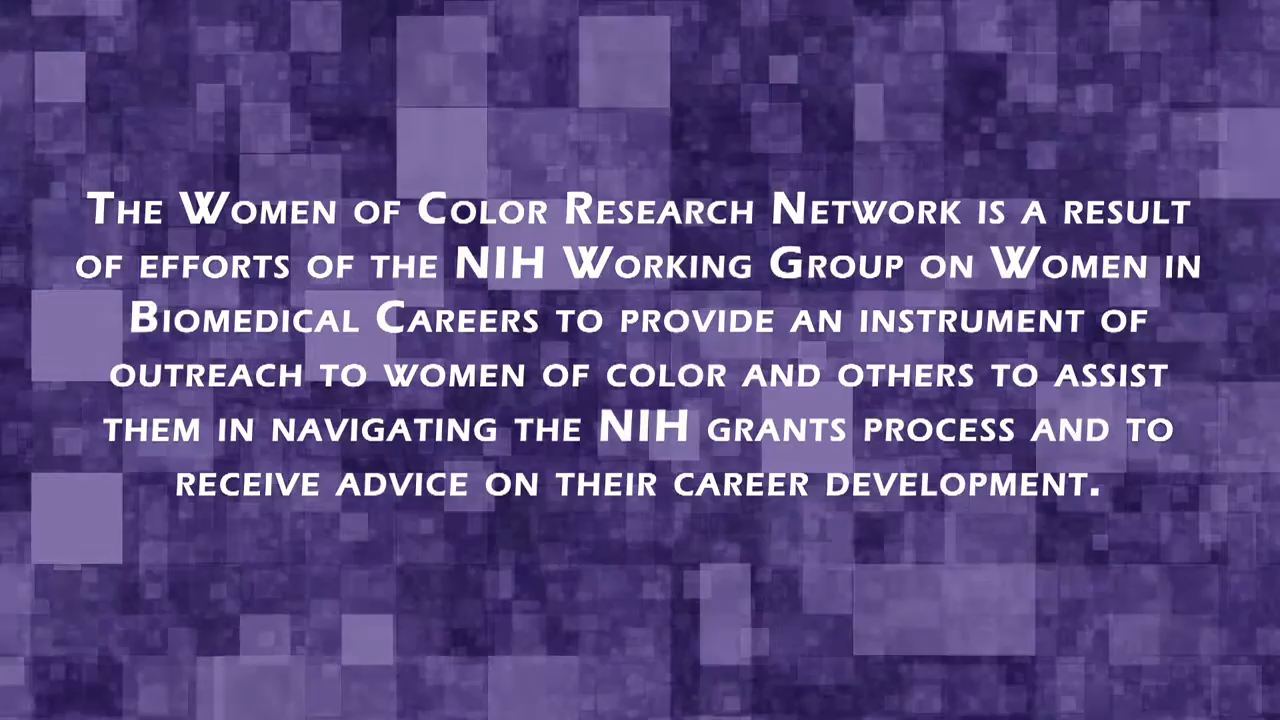 The Women of Color Research Network is a result
of efforts of the NIH Working Group on Women in
Biomedical Careers to provide an instrument of
outreach to women of color and others to assist
them in navigating the NIH grants process and to
receive advice on their career development.